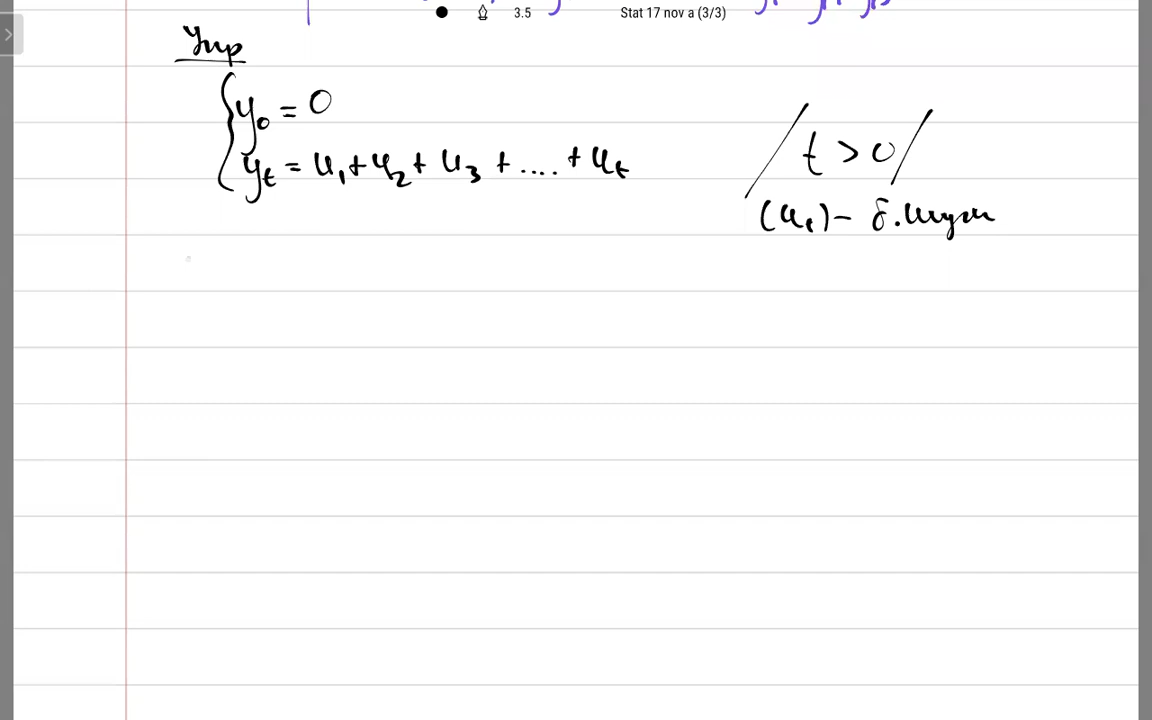 3.5 Stat 17 nov a (3/3)
Упр
y₀ = 0
yₜ = u₁ + u₂ + u₃ + .... + uₜ / t > 0 /
(uₜ) - б. шум